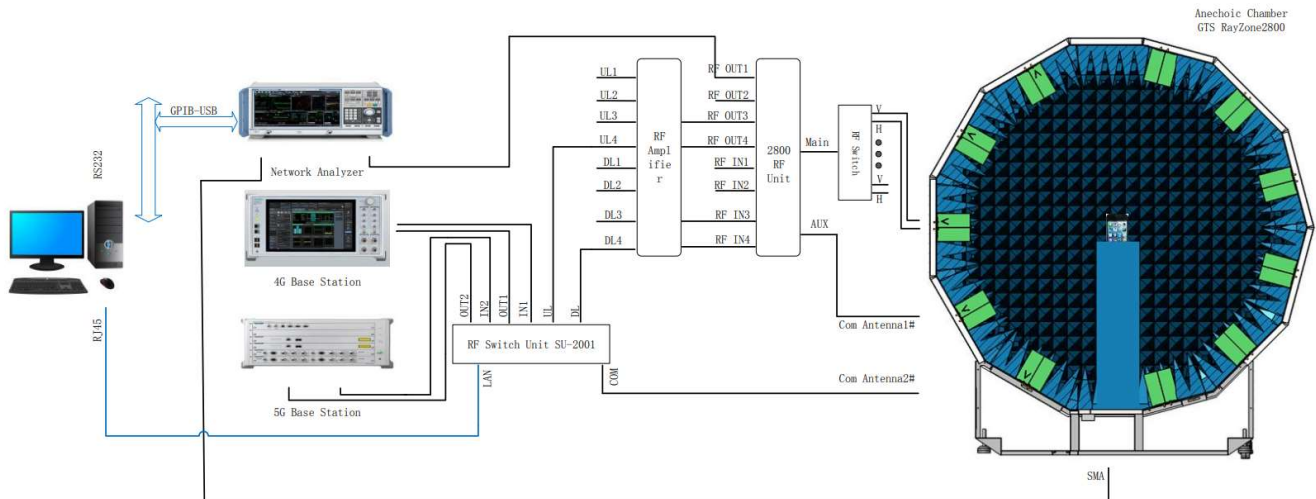 Anechoic Chamber
GTS RayZone2800
GPIB-USB
RS232
Network Analyzer
4G Base Station
5G Base Station
RJ45
OUT2
IN2
OUT1
IN1
UL
DL
RF Switch Unit SU-2001
LAN
COM
UL1
UL2
UL3
UL4
DL1
DL2
DL3
DL4
RF
Ampl
ifie
r
RF OUT1
RF OUT2
RF OUT3
RF OUT4
RF IN1
RF IN2
RF IN3
RF IN4
2800
RF
Unit
Main
AUX
RF Switch
V
H
V
H
Com Antenna1#
Com Antenna2#
SMA